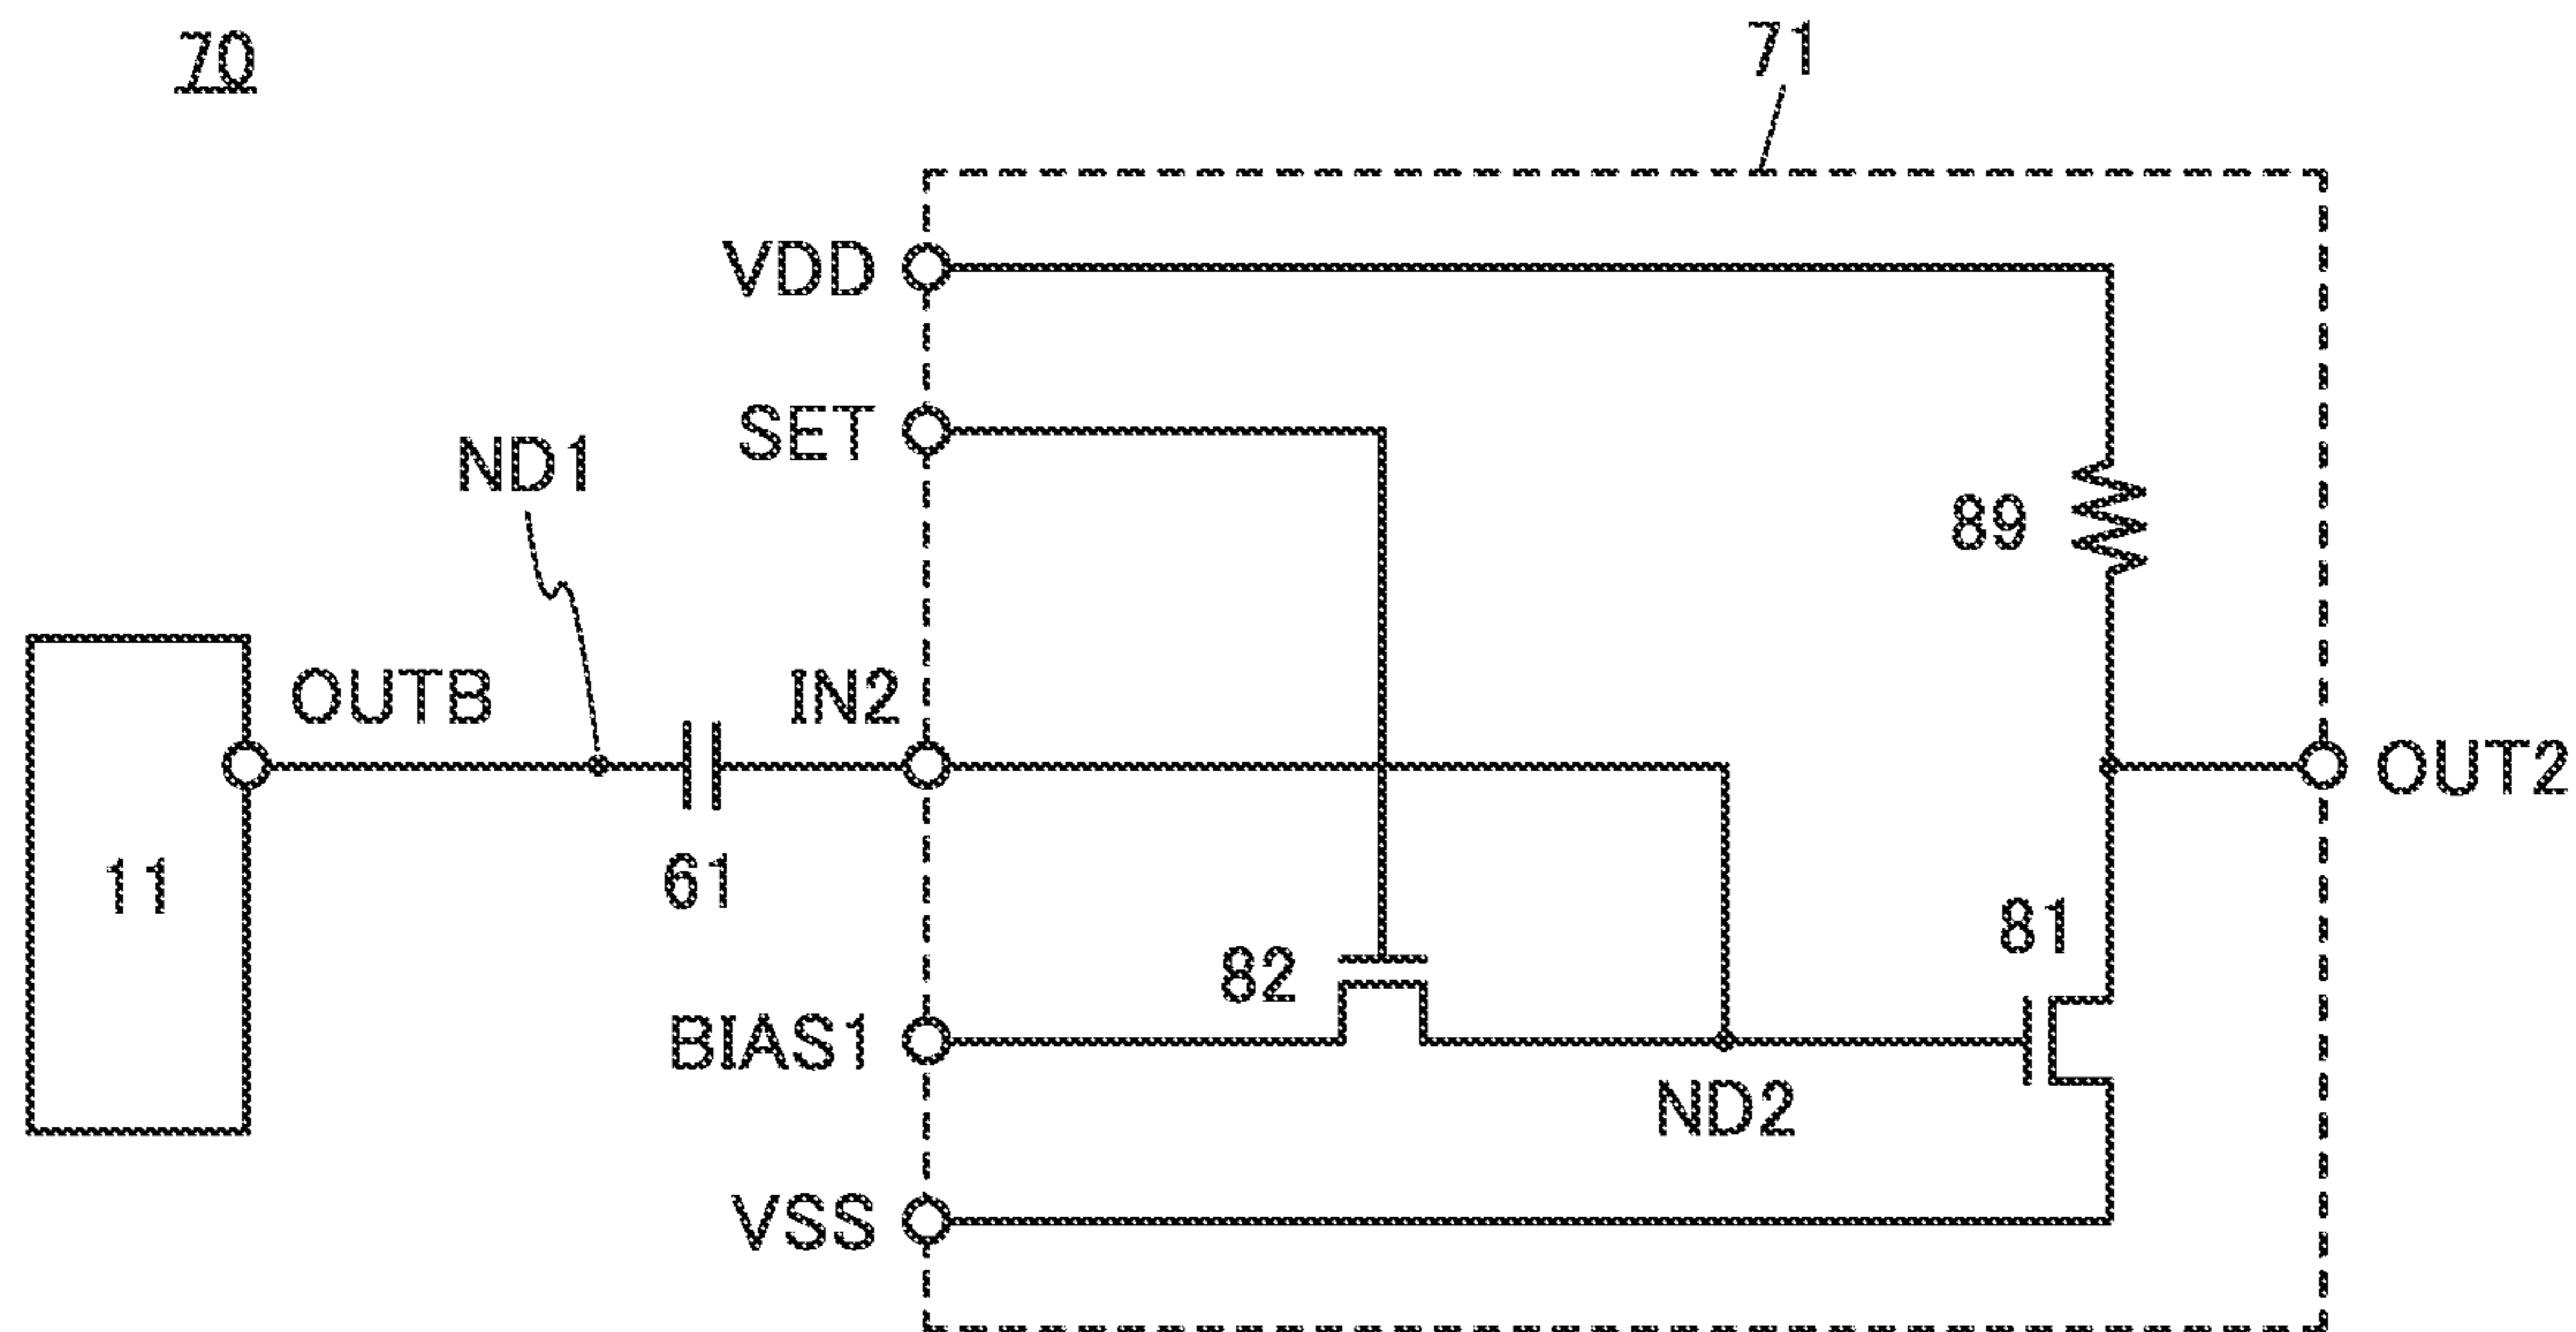 70
71
VDD
SET
ND1
89
OUTB
IN2
OUT2
11
61
81
82
BIAS1
ND2
VSS